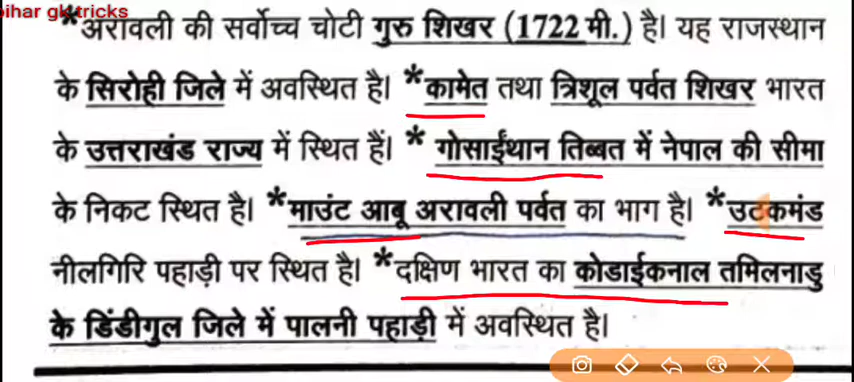 bihar gk tricks
*अरावली की सर्वोच्च चोटी गुरु शिखर (1722 मी.) है। यह राजस्थान
के सिरोही जिले में अवस्थित है। *कामेत तथा त्रिशूल पर्वत शिखर भारत
के उत्तराखंड राज्य में स्थित हैं। * गोसाईंथान तिब्बत में नेपाल की सीमा
के निकट स्थित है। *माउंट आबू अरावली पर्वत का भाग है। *उटकमंड
नीलगिरि पहाड़ी पर स्थित है। *दक्षिण भारत का कोडाईकनाल तमिलनाडु
के डिंडीगुल जिले में पालनी पहाड़ी में अवस्थित है।